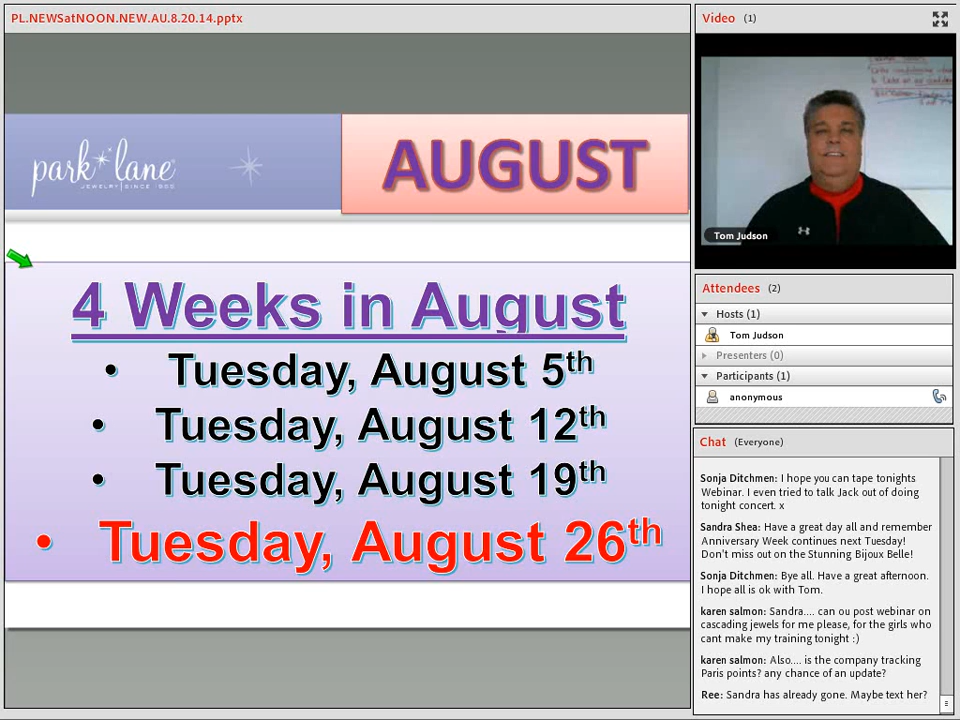 PL.NEWSatNOON.NEW.AU.8.20.14.pptx
park lane
AUGUST
4 Weeks in August
• Tuesday, August 5th
• Tuesday, August 12th
• Tuesday, August 19th
• Tuesday, August 26th
Video (1)
Tom Judson
Attendees (2)
Hosts (1)
Tom Judson
Presenters (0)
Participants (1)
anonymous
Chat (Everyone)
Sonja Ditchmen: I hope you can tape tonights
Webinar. I even tried to talk Jack out of doing
tonight concert. x
Sandra Shea: Have a great day all and remember
Anniversary Week continues next Tuesday!
Don't miss out on the Stunning Bijoux Belle!
Sonja Ditchmen: Bye all. Have a great afternoon.
I hope all is ok with Tom.
karen salmon: Sandra.... can ou post webinar on
cascading jewels for me please, for the girls who
cant make my training tonight :)
karen salmon: Also.... is the company tracking
Paris points? any chance of an update?
Ree: Sandra has already gone. Maybe text her?